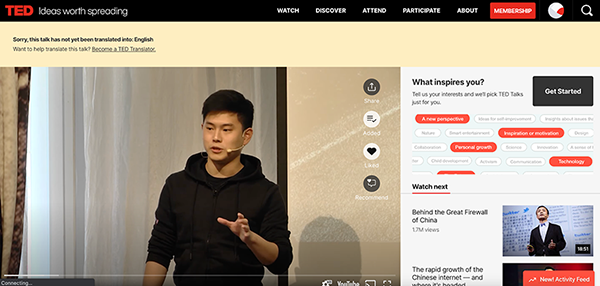 TED Ideas worth spreading
WATCH DISCOVER ATTEND PARTICIPATE ABOUT MEMBERSHIP
Sorry, this talk has not yet been translated into: English
Want to help translate this talk? Become a TED Translator.
Share
Added
Liked
Recommend
Connecting...
YouTube
What inspires you?
Tell us your interests and we'll pick TED Talks
just for you.
Get Started
A new perspective Ideas for self-improvement Insights about issues
Nature Smart entertainment Inspiration or motivation Design
Collaboration Personal growth Science Innovation
Child development Activism Communication Technology
Watch next
Behind the Great Firewall
of China
1.7M views
18:51
The rapid growth of the
Chinese internet — and
where it's headed
New! Activity Feed